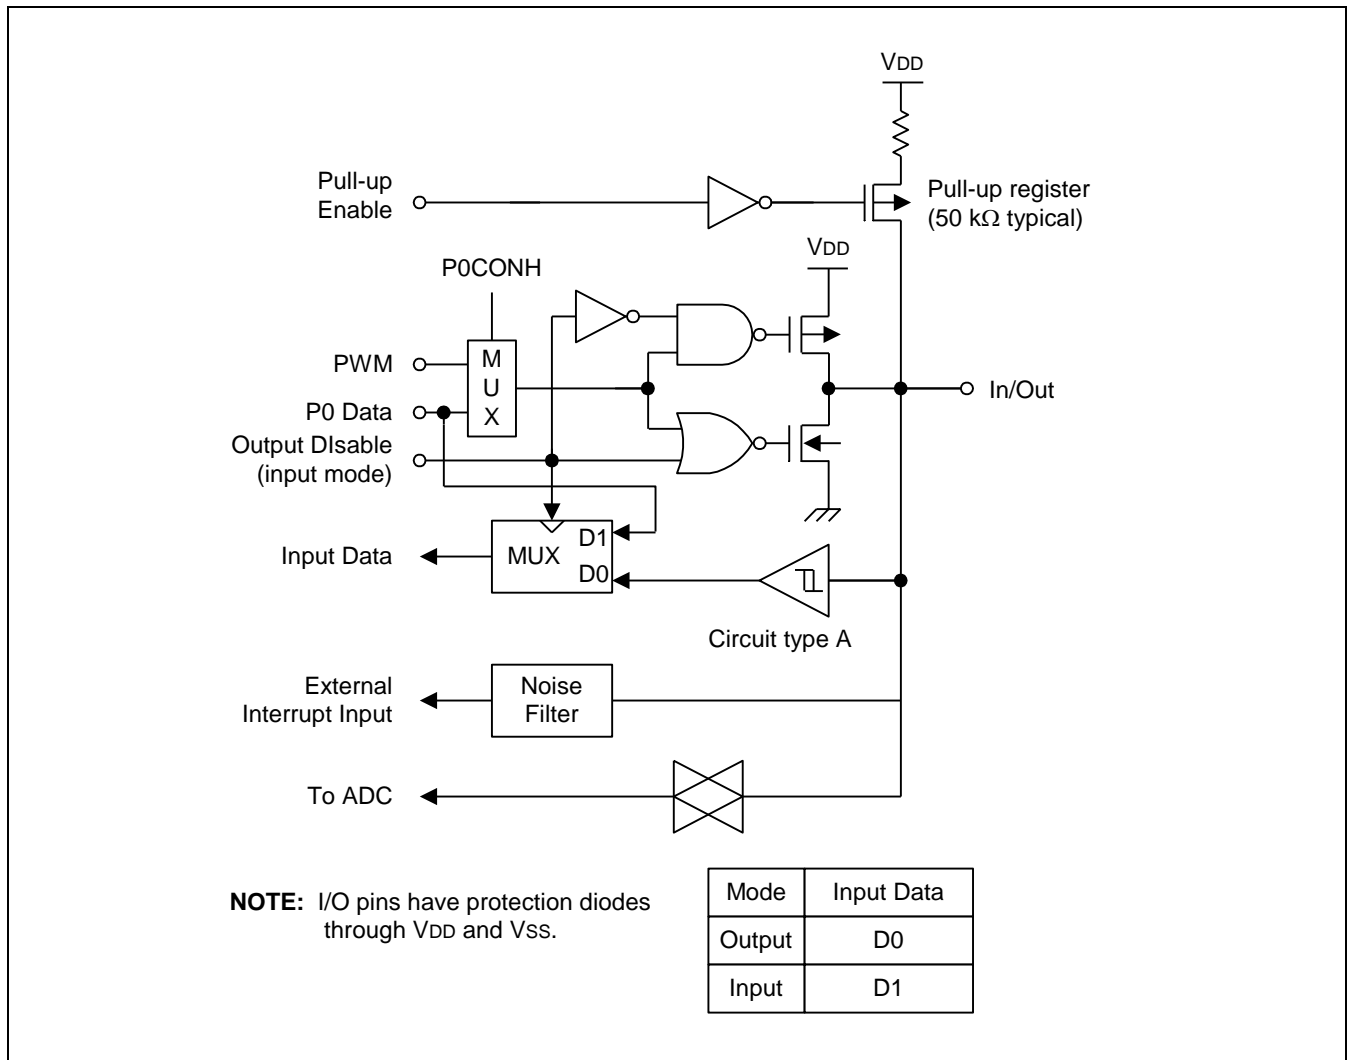 VDD
Pull-up
Enable
Pull-up register
(50 kΩ typical)
VDD
P0CONH
PWM
P0 Data
M
U
X
In/Out
Output DIsable
(input mode)
Input Data
MUX
D1
D0
Circuit type A
External
Interrupt Input
Noise
Filter
To ADC
NOTE: I/O pins have protection diodes
through VDD and VSS.
Mode Input Data
Output D0
Input D1